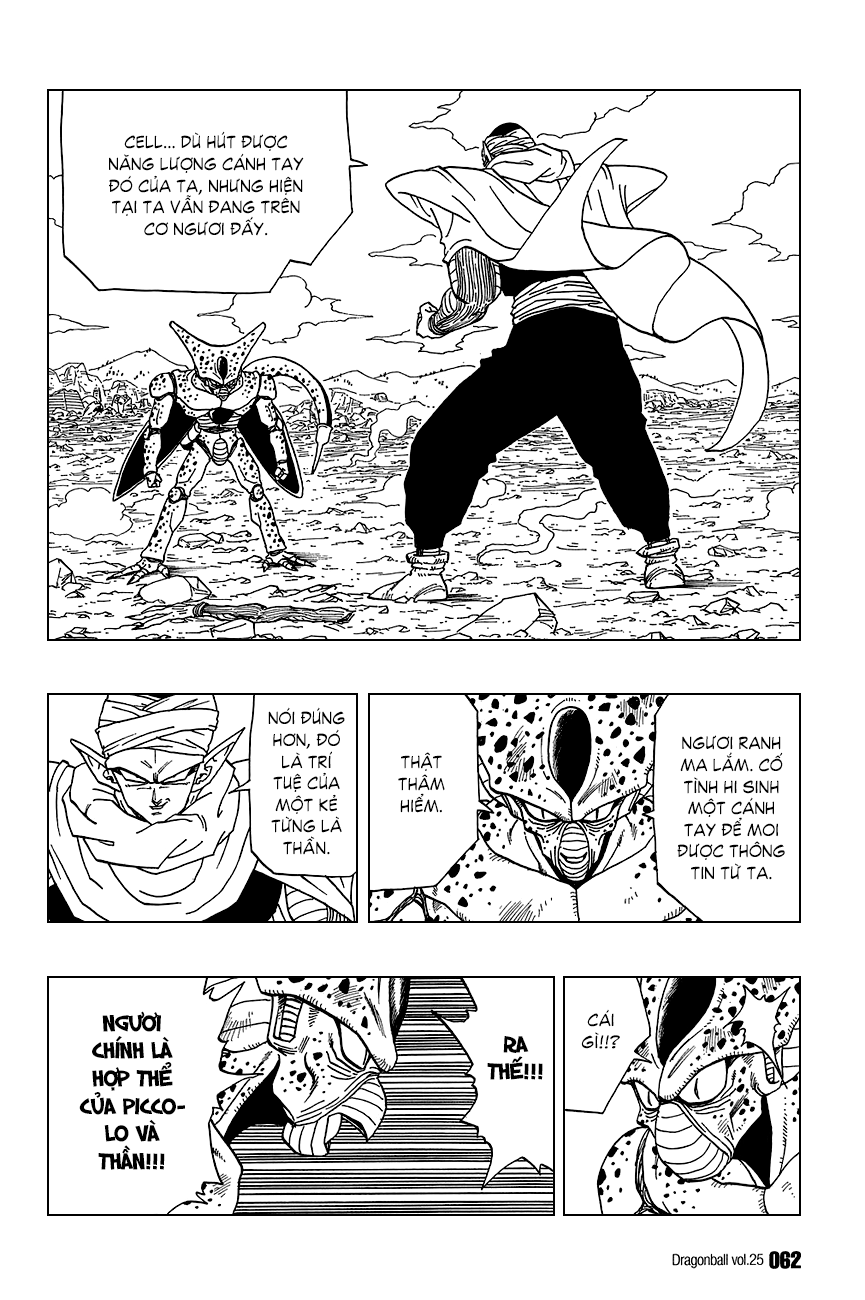 CELL... DÙ HÚT ĐƯỢC
NĂNG LƯỢNG CÁNH TAY
ĐÓ CỦA TA, NHƯNG HIỆN
TẠI TA VẪN ĐANG TRÊN
CƠ NGƯƠI ĐẤY.
NGƯƠI RANH
MA LẮM. CỐ
TÌNH HI SINH
MỘT CÁNH
TAY ĐỂ MOI
ĐƯỢC THÔNG
TIN TỪ TA.
THẬT
THÂM
HIỂM.
NÓI ĐÚNG
HƠN, ĐÓ
LÀ TRÍ
TUỆ CỦA
MỘT KẺ
TỪNG LÀ
THẦN.
CÁI
GÌ!!?
RA
THẾ!!!
NGƯƠI
CHÍNH LÀ
HỢP THỂ
CỦA PICCO-
LO VÀ
THẦN!!!
Dragonball vol.25 062